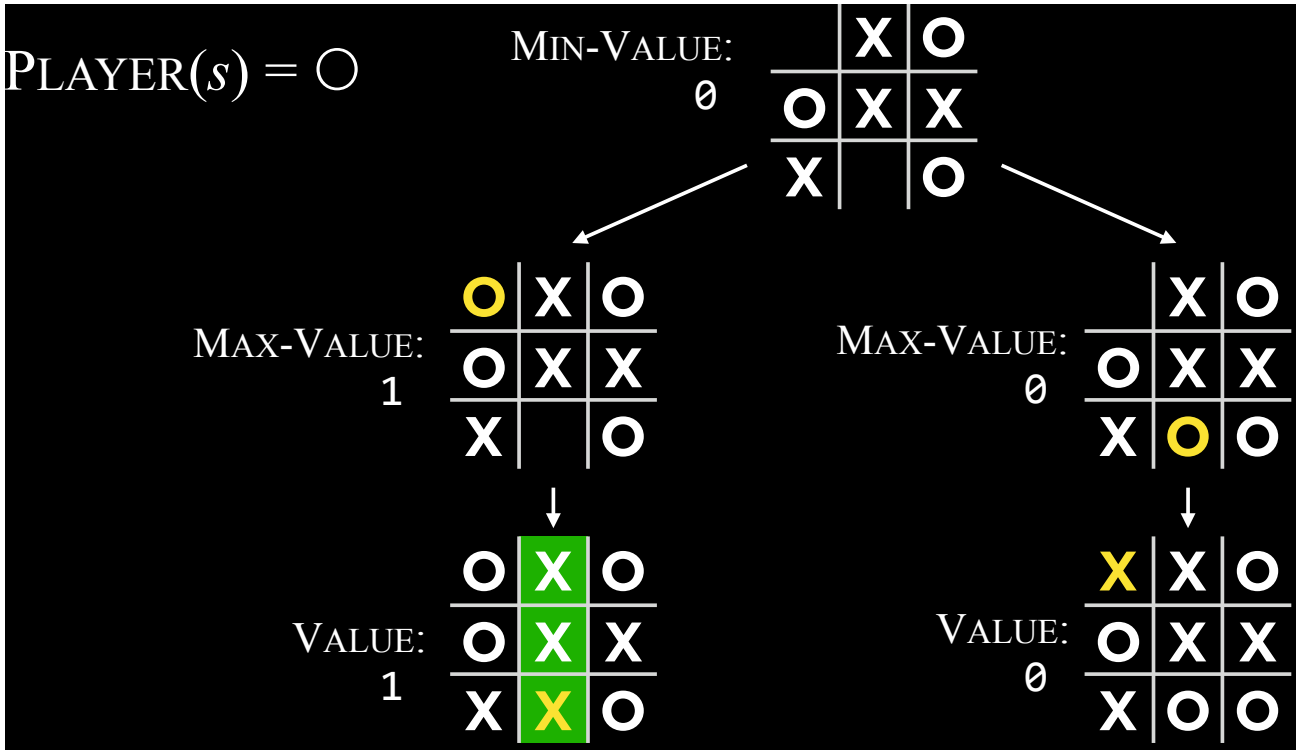 PLAYER(s) = O
MIN-VALUE:
0
X O
O X X
X O
MAX-VALUE:
1
O X O
O X X
X O
MAX-VALUE:
0
X O
O X X
X O O
VALUE:
1
O X O
O X X
X X O
VALUE:
0
X X O
O X X
X O O